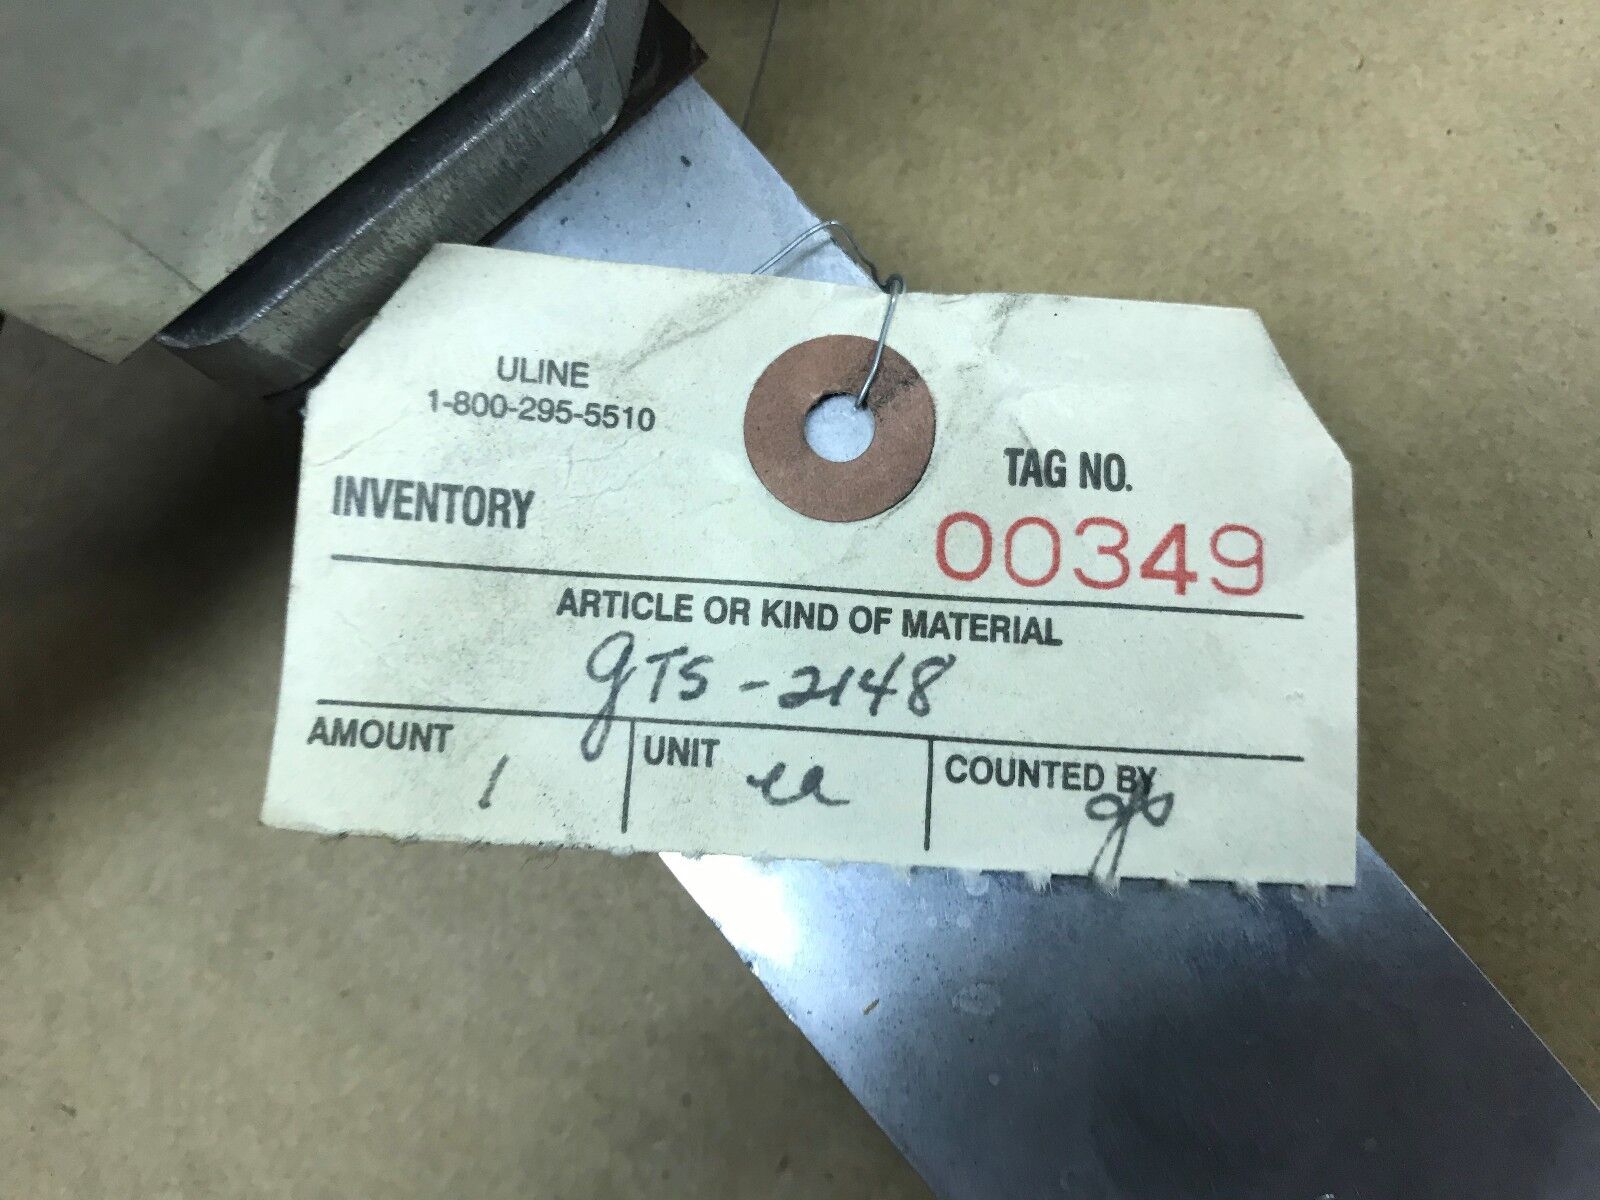 ULINE
1-800-295-5510
INVENTORY
TAG NO.
00349
ARTICLE OR KIND OF MATERIAL
gTS-2148
AMOUNT
1
UNIT
ea
COUNTED BY